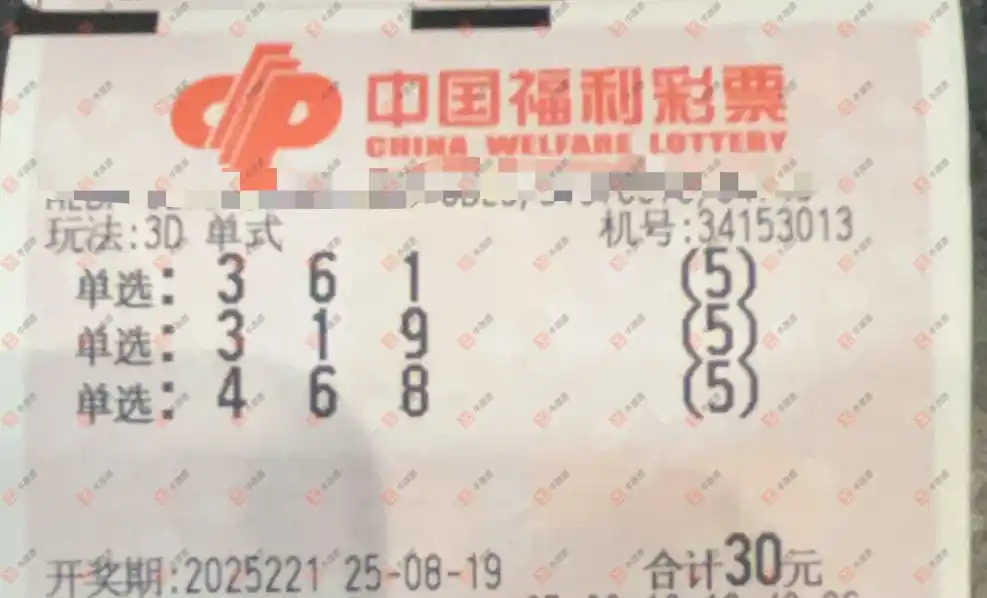 中国福利彩票
CHINA WELFARE LOTTERY
玩法:3D 单式 机号:34153013
单选: 3 6 1 (5)
单选: 3 1 9 (5)
单选: 4 6 8 (5)
开奖期:2025221 25-08-19 合计30元